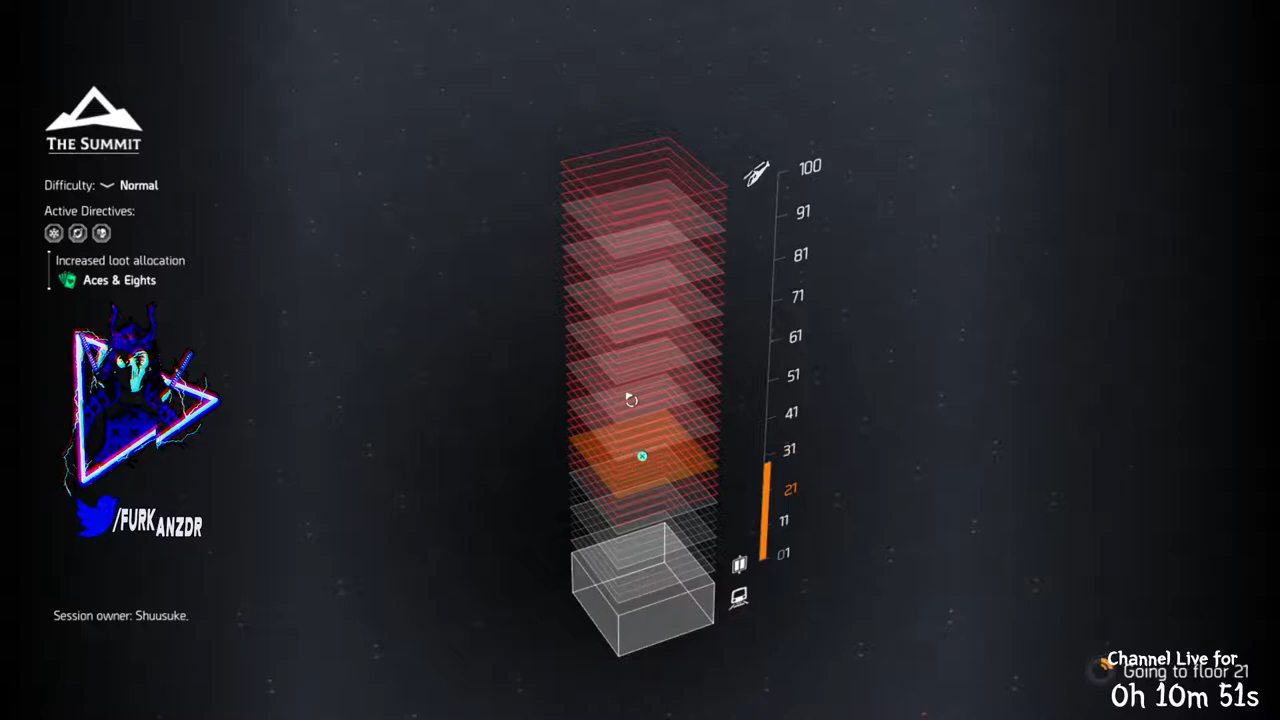 THE SUMMIT
Difficulty: Normal
Active Directives:
Increased loot allocation
Aces & Eights
/FURKANZDR
Session owner: Shuusuke.
100
91
81
71
61
51
41
31
21
11
01
Channel Live for
Going to floor 21
0h 10m 51s